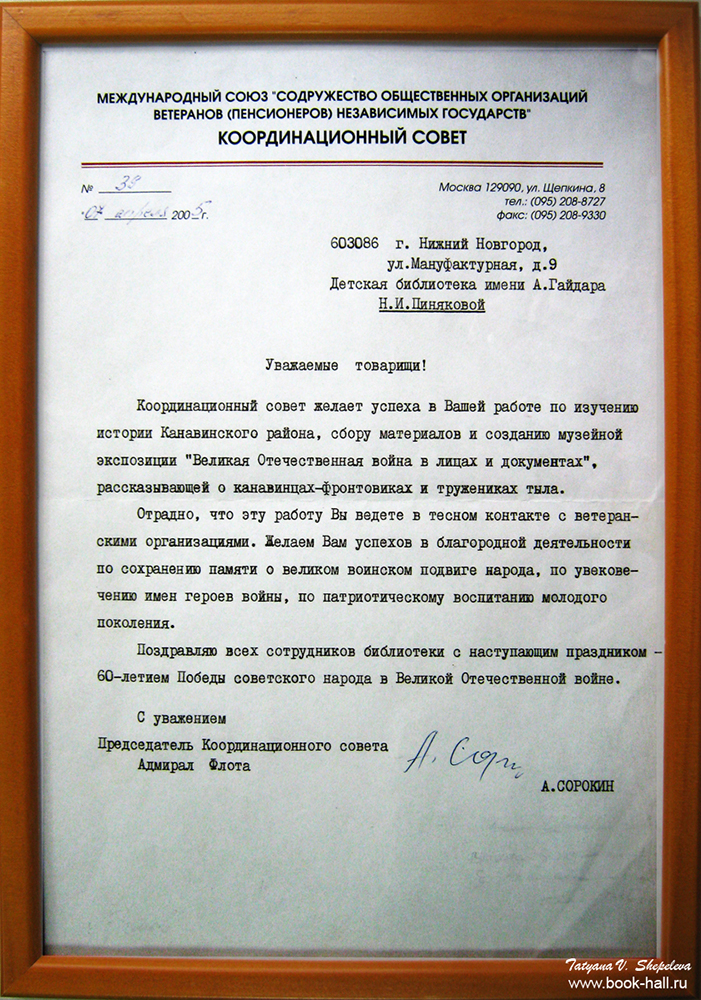 МЕЖДУНАРОДНЫЙ СОЮЗ "СОДРУЖЕСТВО ОБЩЕСТВЕННЫХ ОРГАНИЗАЦИЙ
ВЕТЕРАНОВ (ПЕНСИОНЕРОВ) НЕЗАВИСИМЫХ ГОСУДАРСТВ"
КООРДИНАЦИОННЫЙ СОВЕТ
№ 38
07 апреля 2005 г.
Москва 129090, ул. Щепкина, 8
тел.: (095) 208-8727
факс: (095) 208-9330
603086 г. Нижний Новгород,
ул.Мануфактурная, д.9
Детская библиотека имени А.Гайдара
Н.И.Пиняковой
Уважаемые товарищи!
Координационный совет желает успеха в Вашей работе по изучению
истории Канавинского района, сбору материалов и созданию музейной
экспозиции "Великая Отечественная война в лицах и документах",
рассказывающей о канавинцах-фронтовиках и тружениках тыла.
Отрадно, что эту работу Вы ведете в тесном контакте с ветеран-
скими организациями. Желаем Вам успехов в благородной деятельности
по сохранению памяти о великом воинском подвиге народа, по увекове-
чению имен героев войны, по патриотическому воспитанию молодого
поколения.
Поздравляю всех сотрудников библиотеки с наступающим праздником -
60-летием Победы советского народа в Великой Отечественной войне.
С уважением
Председатель Координационного совета
Адмирал Флота
А. Сор
А.СОРОКИН
Tatyana V. Shepeleva
www.book-hall.ru